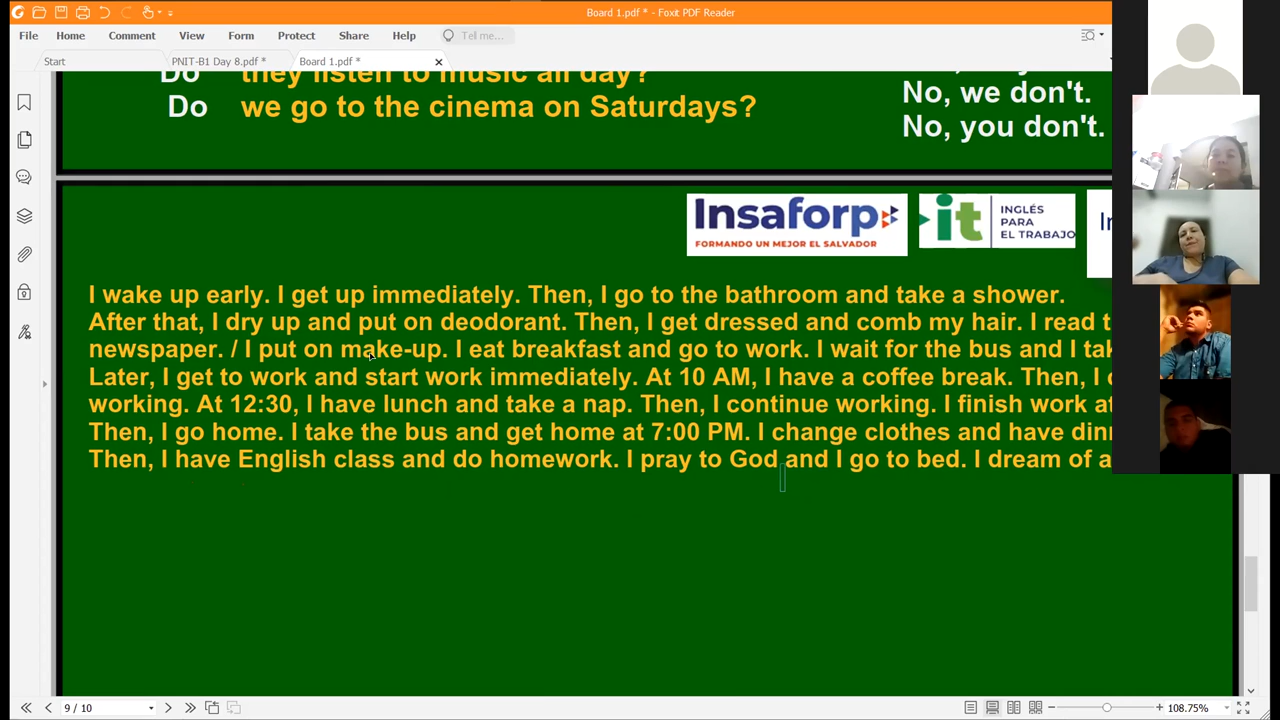 Board 1.pdf * - Foxit PDF Reader
File Home Comment View Form Protect Share Help Tell me...
Start PNIT-B1 Day 8.pdf * Board 1.pdf *
Do they listen to music all day?
Do we go to the cinema on Saturdays?
No, we don't.
No, you don't.
Insaforp
FORMANDO UN MEJOR EL SALVADOR
it INGLÉS PARA EL TRABAJO
I wake up early. I get up immediately. Then, I go to the bathroom and take a shower.
After that, I dry up and put on deodorant. Then, I get dressed and comb my hair. I read
newspaper. / I put on make-up. I eat breakfast and go to work. I wait for the bus and I
Later, I get to work and start work immediately. At 10 AM, I have a coffee break. Then, I
working. At 12:30, I have lunch and take a nap. Then, I continue working. I finish work at
Then, I go home. I take the bus and get home at 7:00 PM. I change clothes and have
Then, I have English class and do homework. I pray to God and I go to bed. I dream of a
9 / 10
108.75%